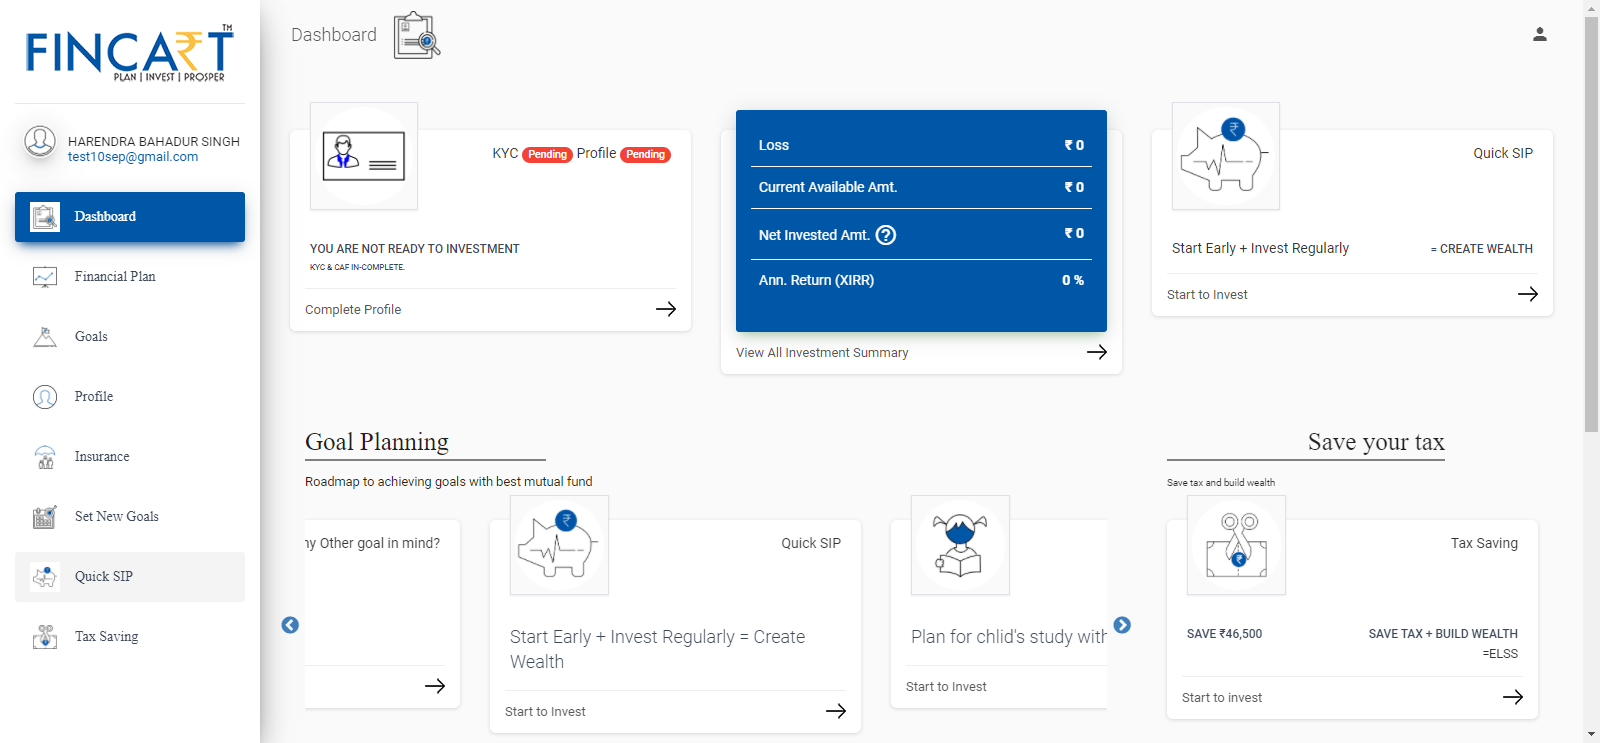 FINCART TM
PLAN | INVEST | PROSPER
HARENDRA BAHADUR SINGH
test10sep@gmail.com
Dashboard
Financial Plan
Goals
Profile
Insurance
Set New Goals
Quick SIP
Tax Saving
Dashboard
KYC Pending Profile Pending
YOU ARE NOT READY TO INVESTMENT
KYC & CAF IN-COMPLETE.
Complete Profile
Loss ₹ 0
Current Available Amt. ₹ 0
Net Invested Amt. ? ₹ 0
Ann. Return (XIRR) 0 %
View All Investment Summary
Quick SIP
Start Early + Invest Regularly = CREATE WEALTH
Start to Invest
Goal Planning
Roadmap to achieving goals with best mutual fund
ny Other goal in mind?
Quick SIP
Start Early + Invest Regularly = Create
Wealth
Start to Invest
Plan for chlid's study with
Start to Invest
Save your tax
Save tax and build wealth
Tax Saving
SAVE ₹46,500 SAVE TAX + BUILD WEALTH
=ELSS
Start to invest